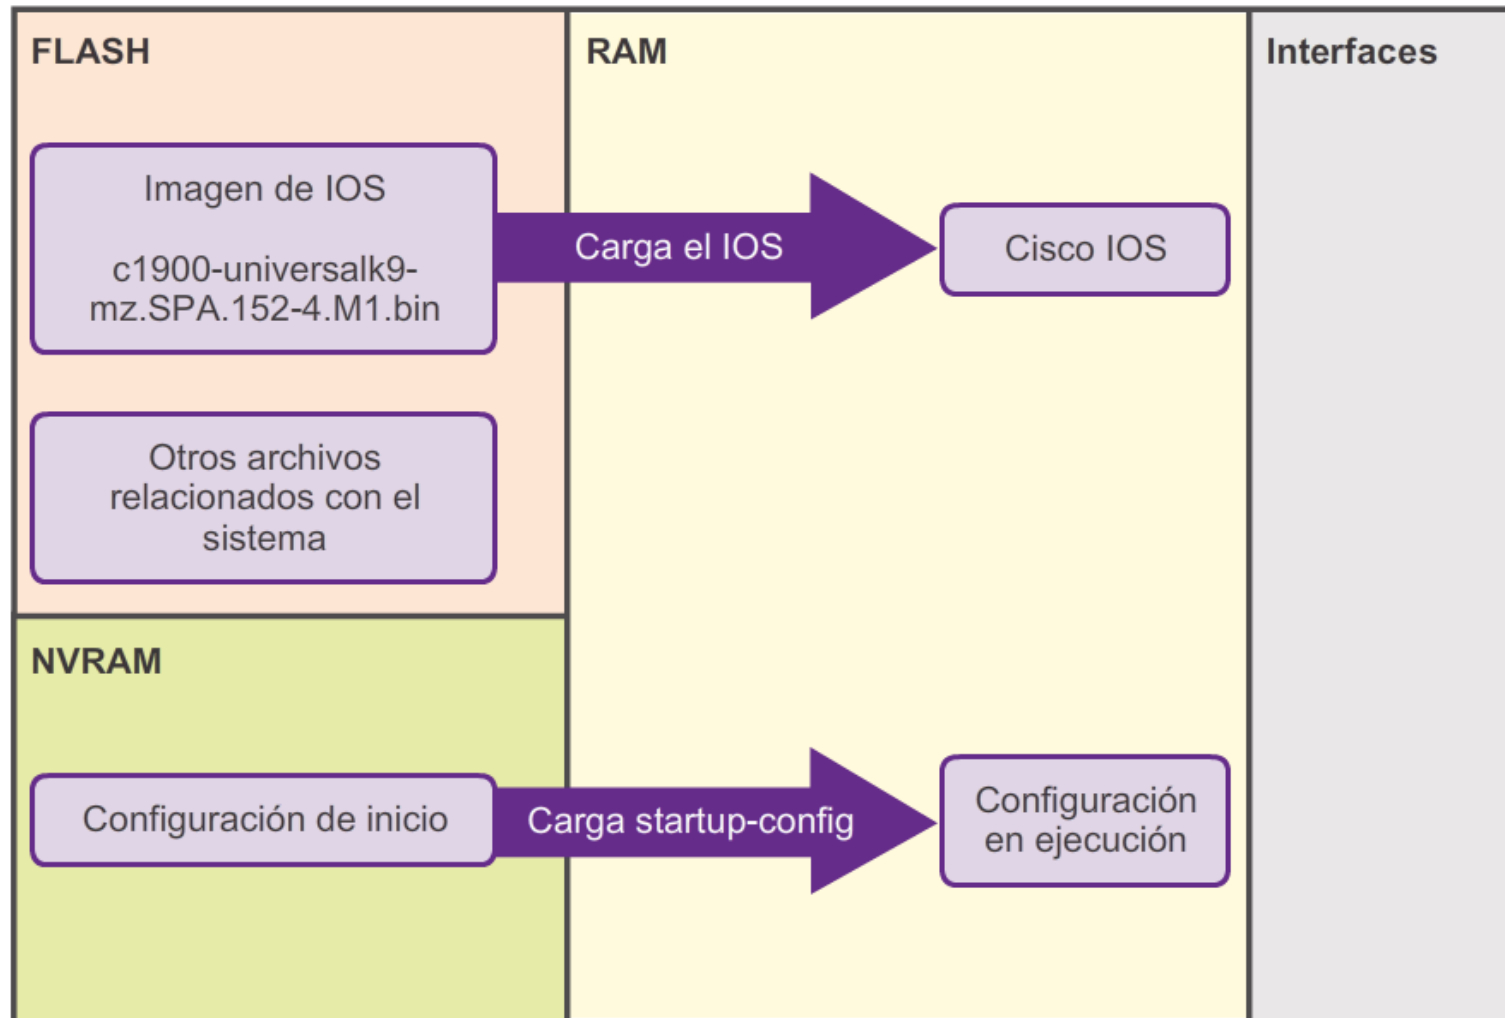 FLASH
RAM
Interfaces
Imagen de IOS
c1900-universalk9-
mz.SPA.152-4.M1.bin
Carga el IOS
Cisco IOS
Otros archivos
relacionados con el
sistema
NVRAM
Configuración de inicio
Carga startup-config
Configuración
en ejecución